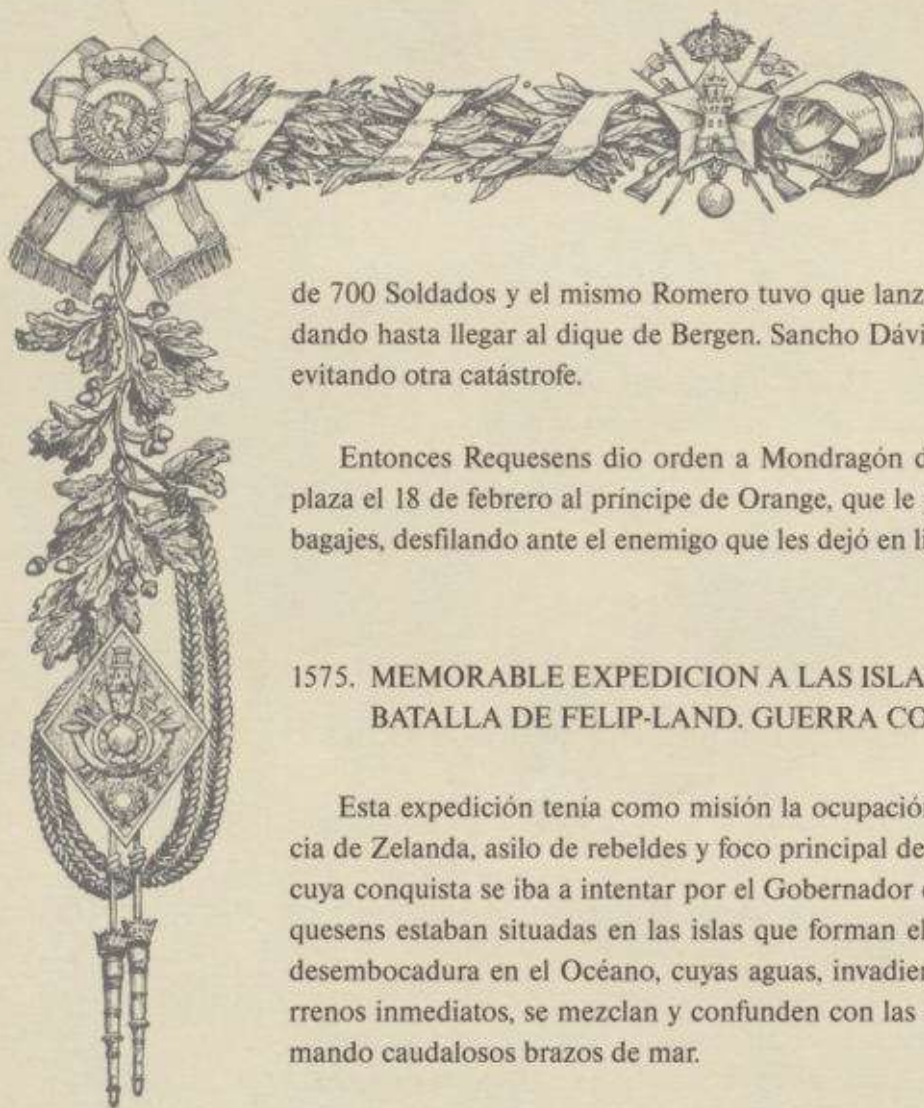 de 700 Soldados y el mismo Romero tuvo que lanz
dando hasta llegar al dique de Bergen. Sancho Dávi
evitando otra catástrofe.
Entonces Requesens dio orden a Mondragón d
plaza el 18 de febrero al príncipe de Orange, que le
bagajes, desfilando ante el enemigo que les dejó en li
1575. MEMORABLE EXPEDICION A LAS ISLA
BATALLA DE FELIP-LAND. GUERRA CO
Esta expedición tenía como misión la ocupación
cia de Zelanda, asilo de rebeldes y foco principal de
cuya conquista se iba a intentar por el Gobernador
quesens estaban situadas en las islas que forman el
desembocadura en el Océano, cuyas aguas, invadien
rrenos inmediatos, se mezclan y confunden con las
mando caudalosos brazos de mar.